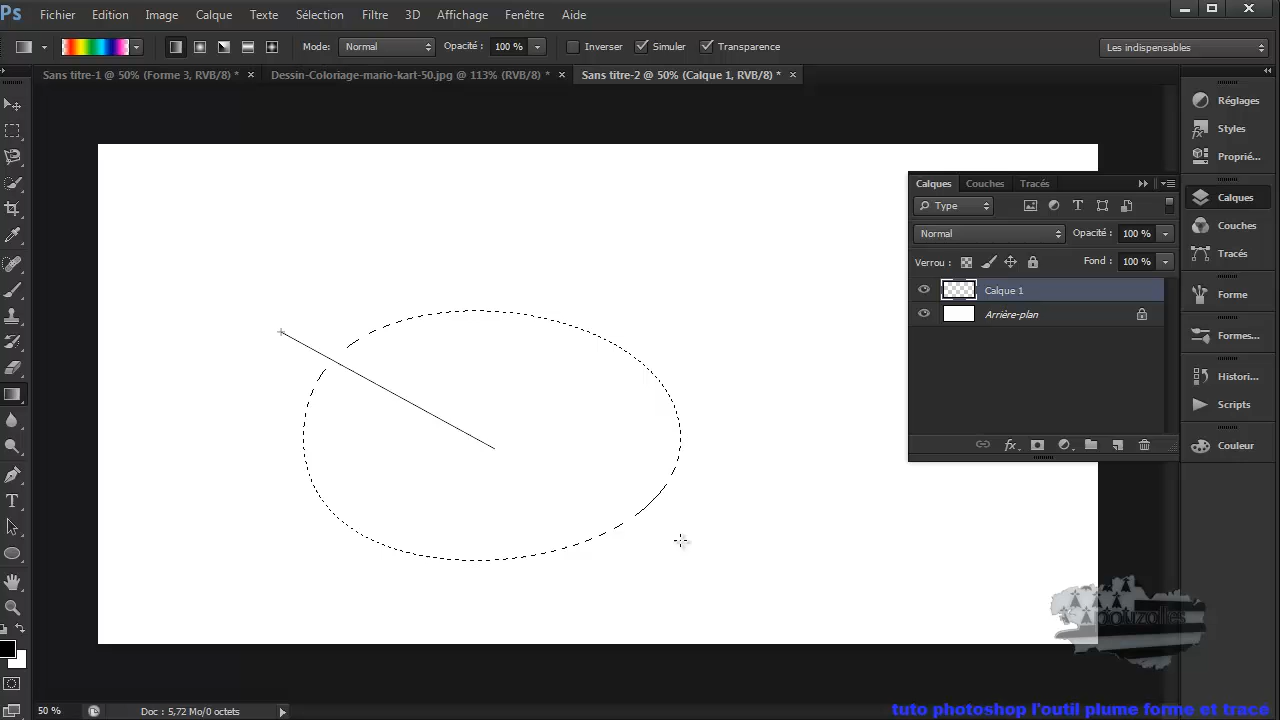 Ps Fichier Edition Image Calque Texte Sélection Filtre 3D Affichage Fenêtre Aide
Mode: Normal Opacité : 100 % Inverser Simuler Transparence Les indispensables
Sans titre-1 @ 50% (Forme 3, RVB/8) * Dessin-Coloriage-mario-kart-50.jpg @ 113% (RVB/8) * Sans titre-2 @ 50% (Calque 1, RVB/8) *
Réglages
Styles
Proprié...
Calques
Couches
Tracés
Forme
Formes...
Histori...
Scripts
Couleur
Calques Couches Tracés
Type
Normal Opacité : 100 %
Verrou : Fond : 100 %
Calque 1
Arrière-plan
fx
pouzolles
50 % Doc : 5,72 Mo/0 octets
tuto photoshop l'outil plume forme et tracé